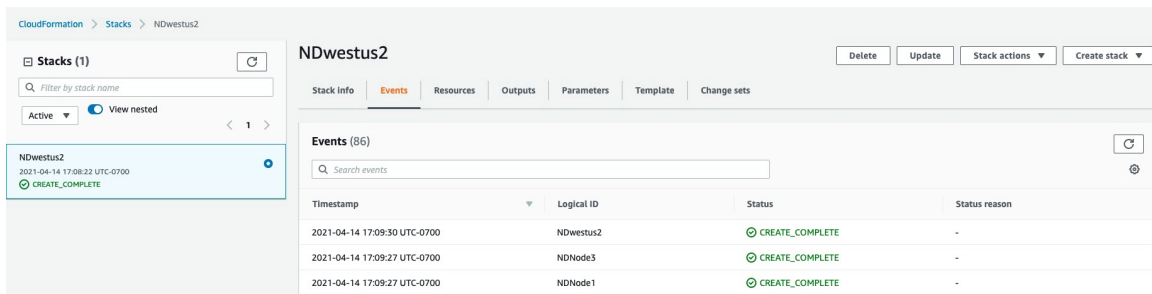 CloudFormation > Stacks > NDwestus2
Stacks (1)
Filter by stack name
Active
View nested
< 1 >
NDwestus2
2021-04-14 17:08:22 UTC-0700
CREATE_COMPLETE
NDwestus2
Delete Update Stack actions Create stack
Stack info Events Resources Outputs Parameters Template Change sets
Events (86)
Search events
Timestamp Logical ID Status Status reason
2021-04-14 17:09:30 UTC-0700 NDwestus2 CREATE_COMPLETE -
2021-04-14 17:09:27 UTC-0700 NDNode3 CREATE_COMPLETE -
2021-04-14 17:09:27 UTC-0700 NDNode1 CREATE_COMPLETE -